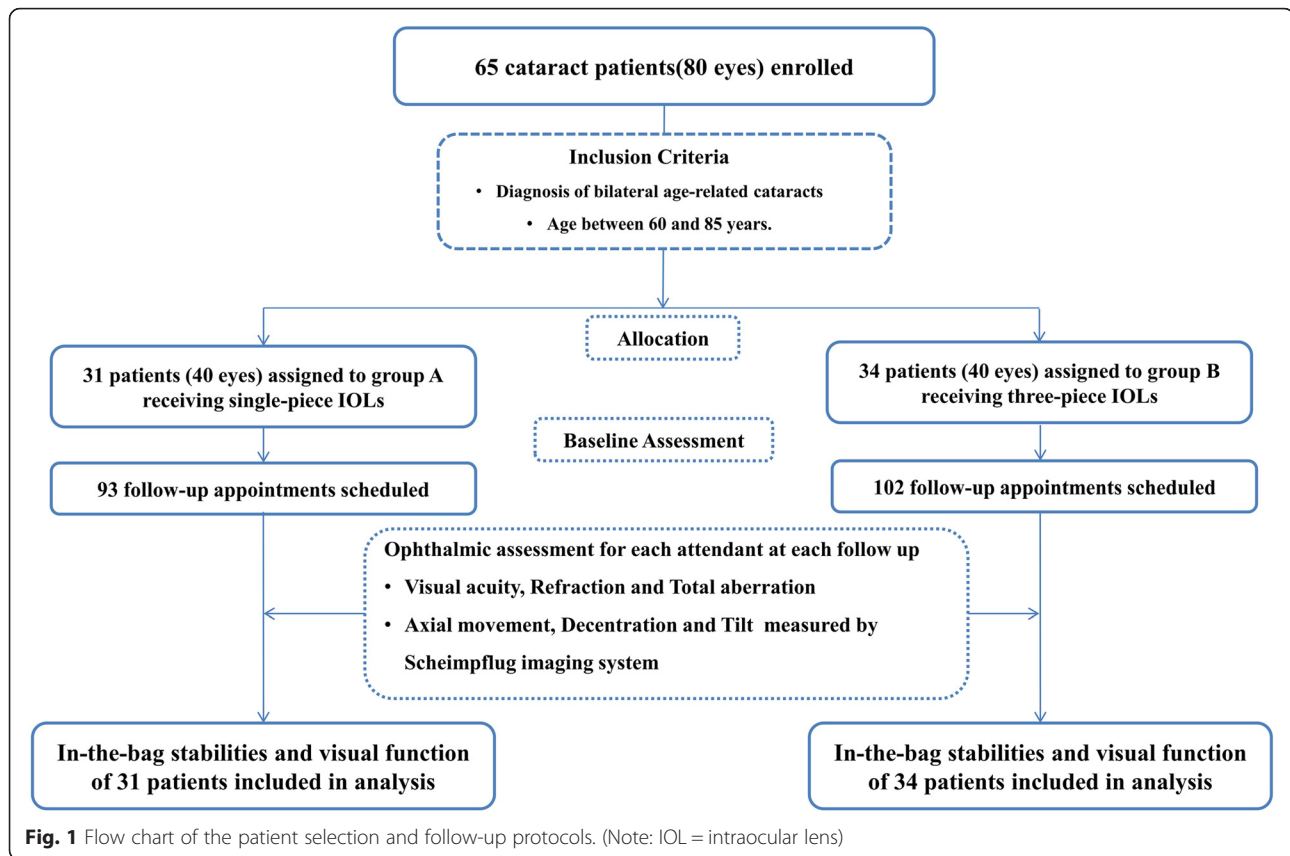 65 cataract patients(80 eyes) enrolled
Inclusion Criteria
• Diagnosis of bilateral age-related cataracts
• Age between 60 and 85 years.
Allocation
31 patients (40 eyes) assigned to group A
receiving single-piece IOLs
34 patients (40 eyes) assigned to group B
receiving three-piece IOLs
Baseline Assessment
93 follow-up appointments scheduled
102 follow-up appointments scheduled
Ophthalmic assessment for each attendant at each follow up
• Visual acuity, Refraction and Total aberration
• Axial movement, Decentration and Tilt measured by
Scheimpflug imaging system
In-the-bag stabilities and visual function
of 31 patients included in analysis
In-the-bag stabilities and visual function
of 34 patients included in analysis
Fig. 1 Flow chart of the patient selection and follow-up protocols. (Note: IOL = intraocular lens)